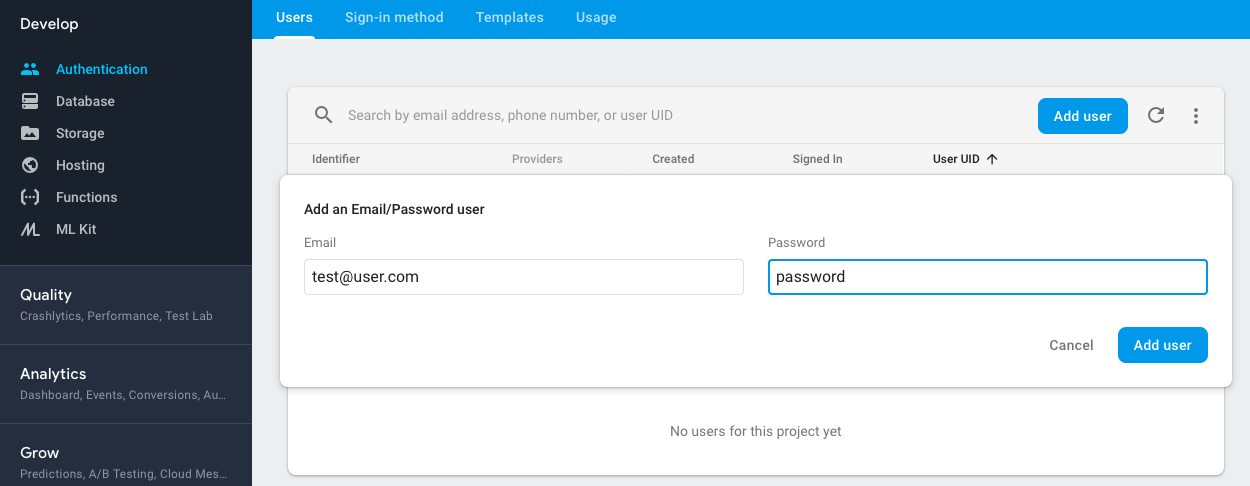 Develop
Authentication
Database
Storage
Hosting
Functions
ML Kit
Quality
Crashlytics, Performance, Test Lab
Analytics
Dashboard, Events, Conversions, Au...
Grow
Predictions, A/B Testing, Cloud Mes...
Users Sign-in method Templates Usage
Search by email address, phone number, or user UID Add user
Identifier Providers Created Signed In User UID
Add an Email/Password user
Email Password
test@user.com password
Cancel Add user
No users for this project yet